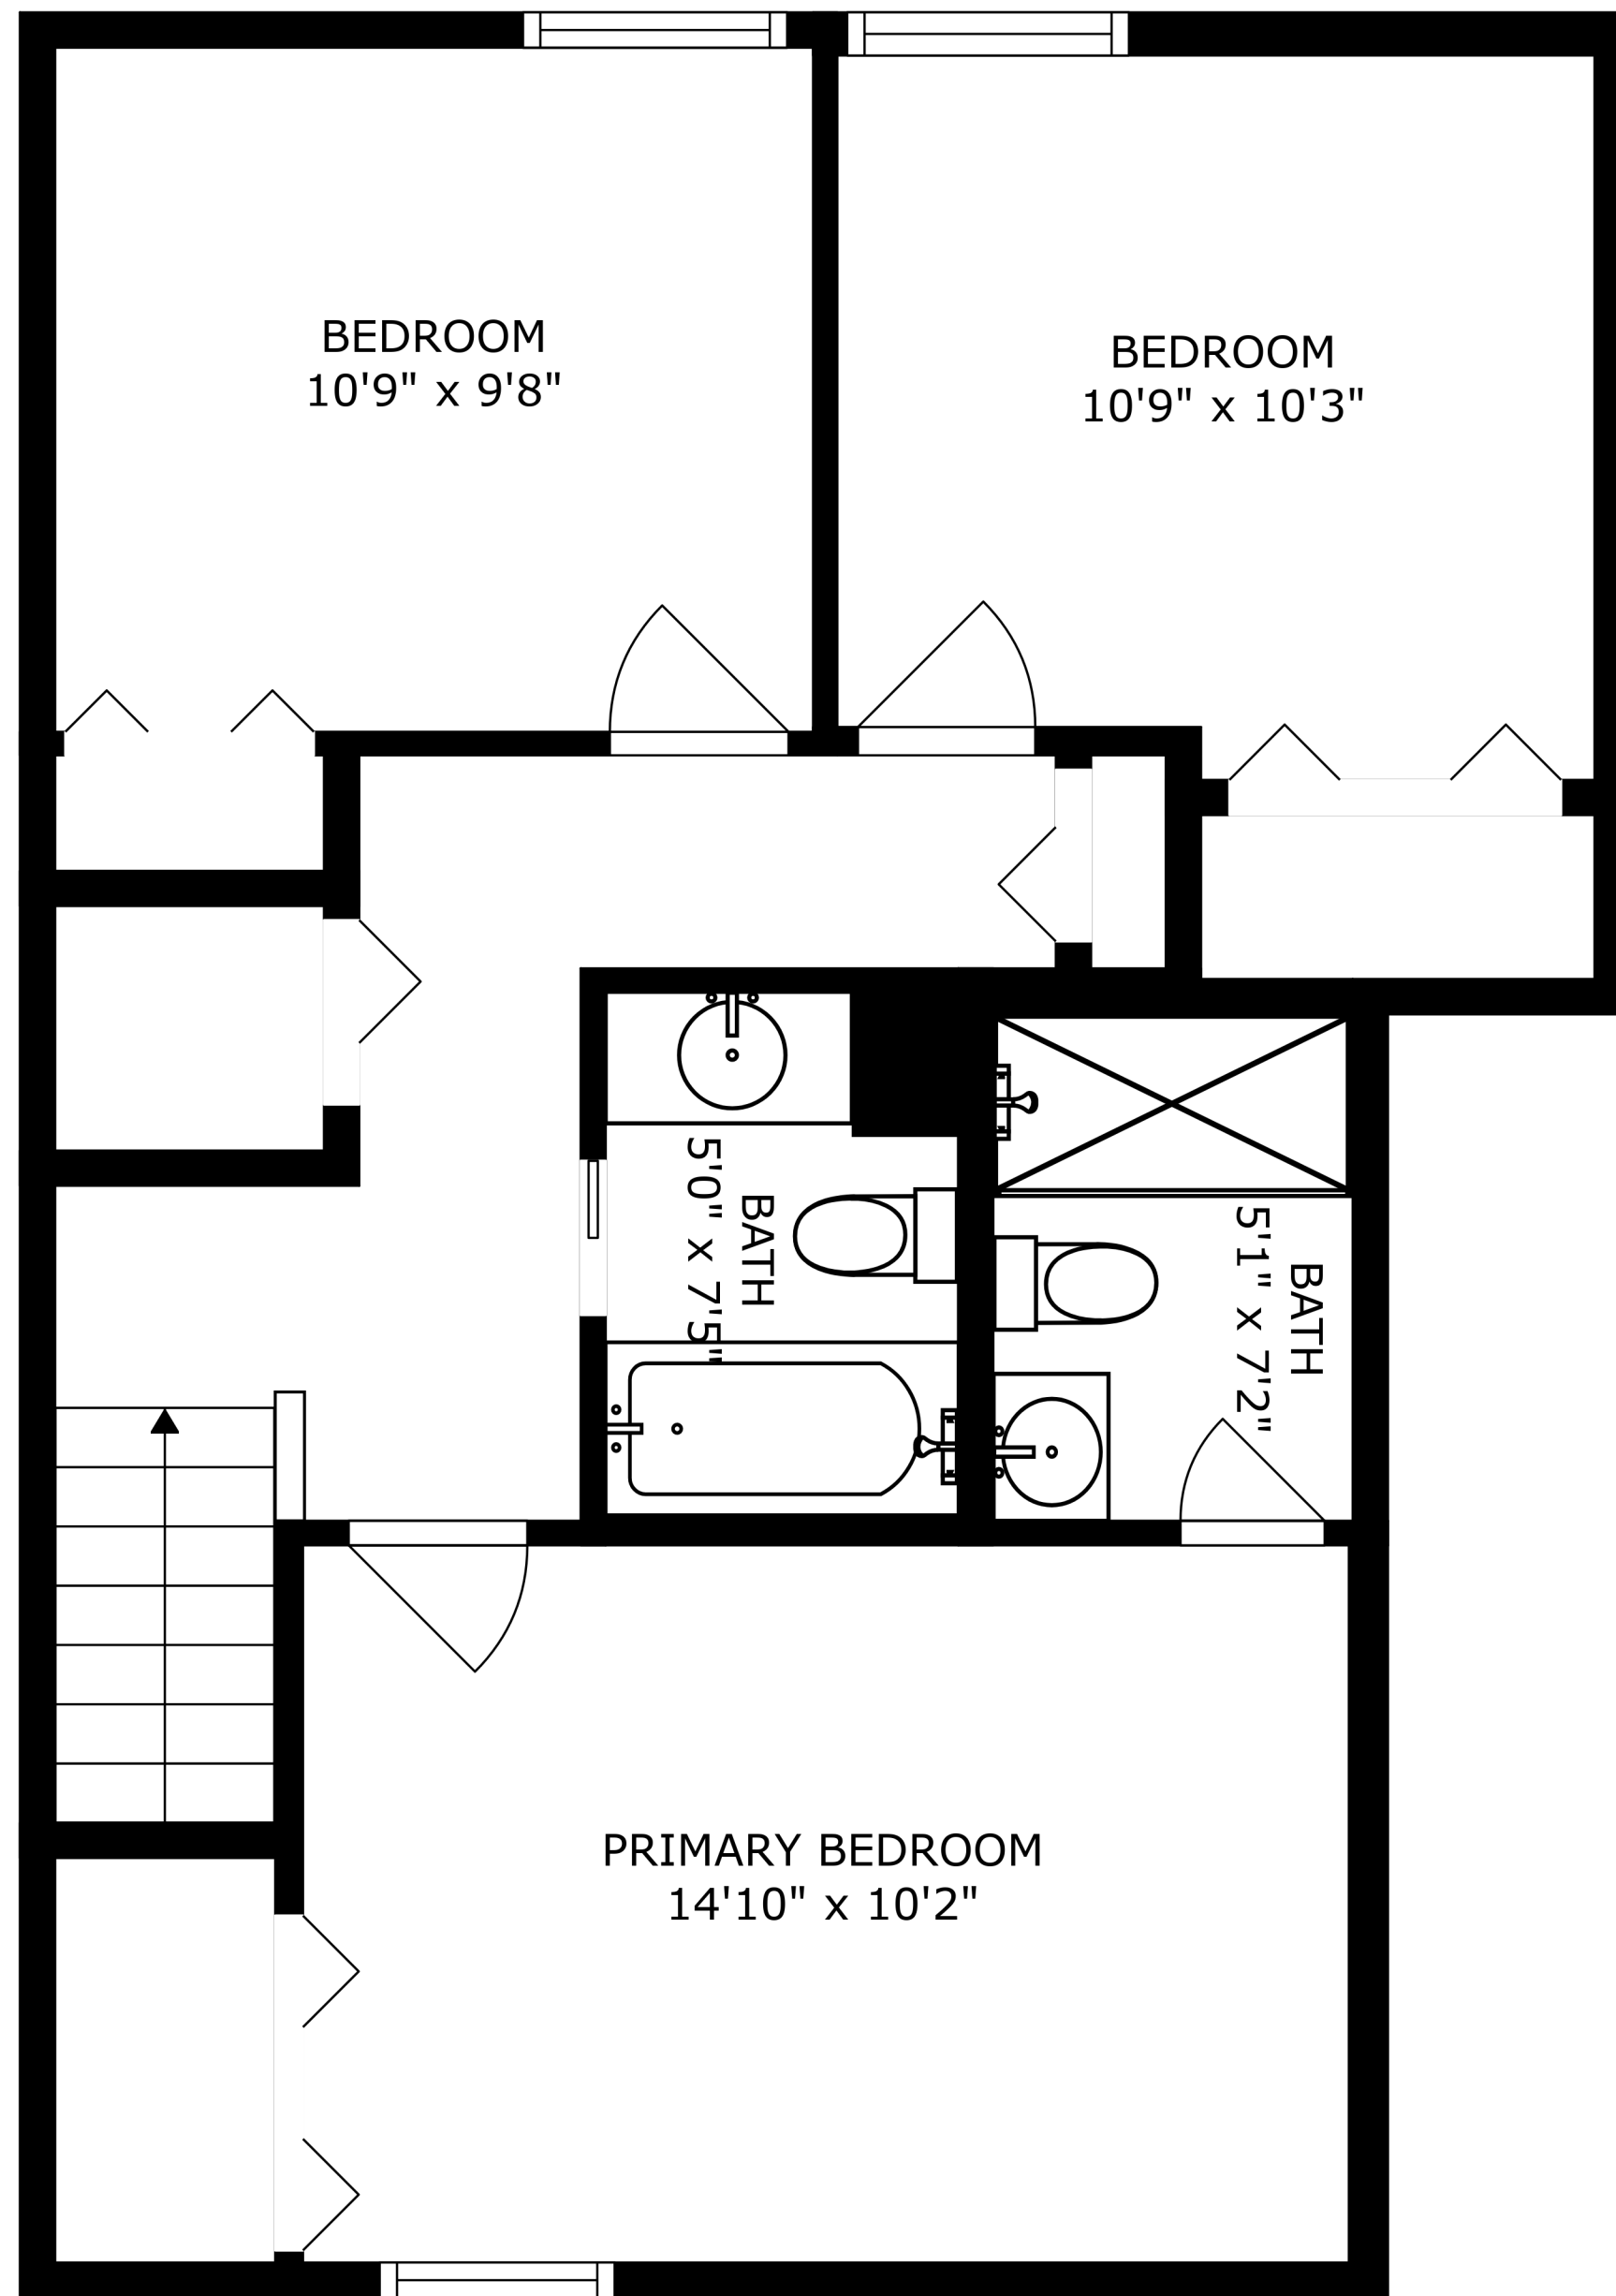 BEDROOM
10'9" x 9'8"
BEDROOM
10'9" x 10'3"
BATH
5'0" x 7'5"
BATH
5'1" x 7'2"
PRIMARY BEDROOM
14'10" x 10'2"